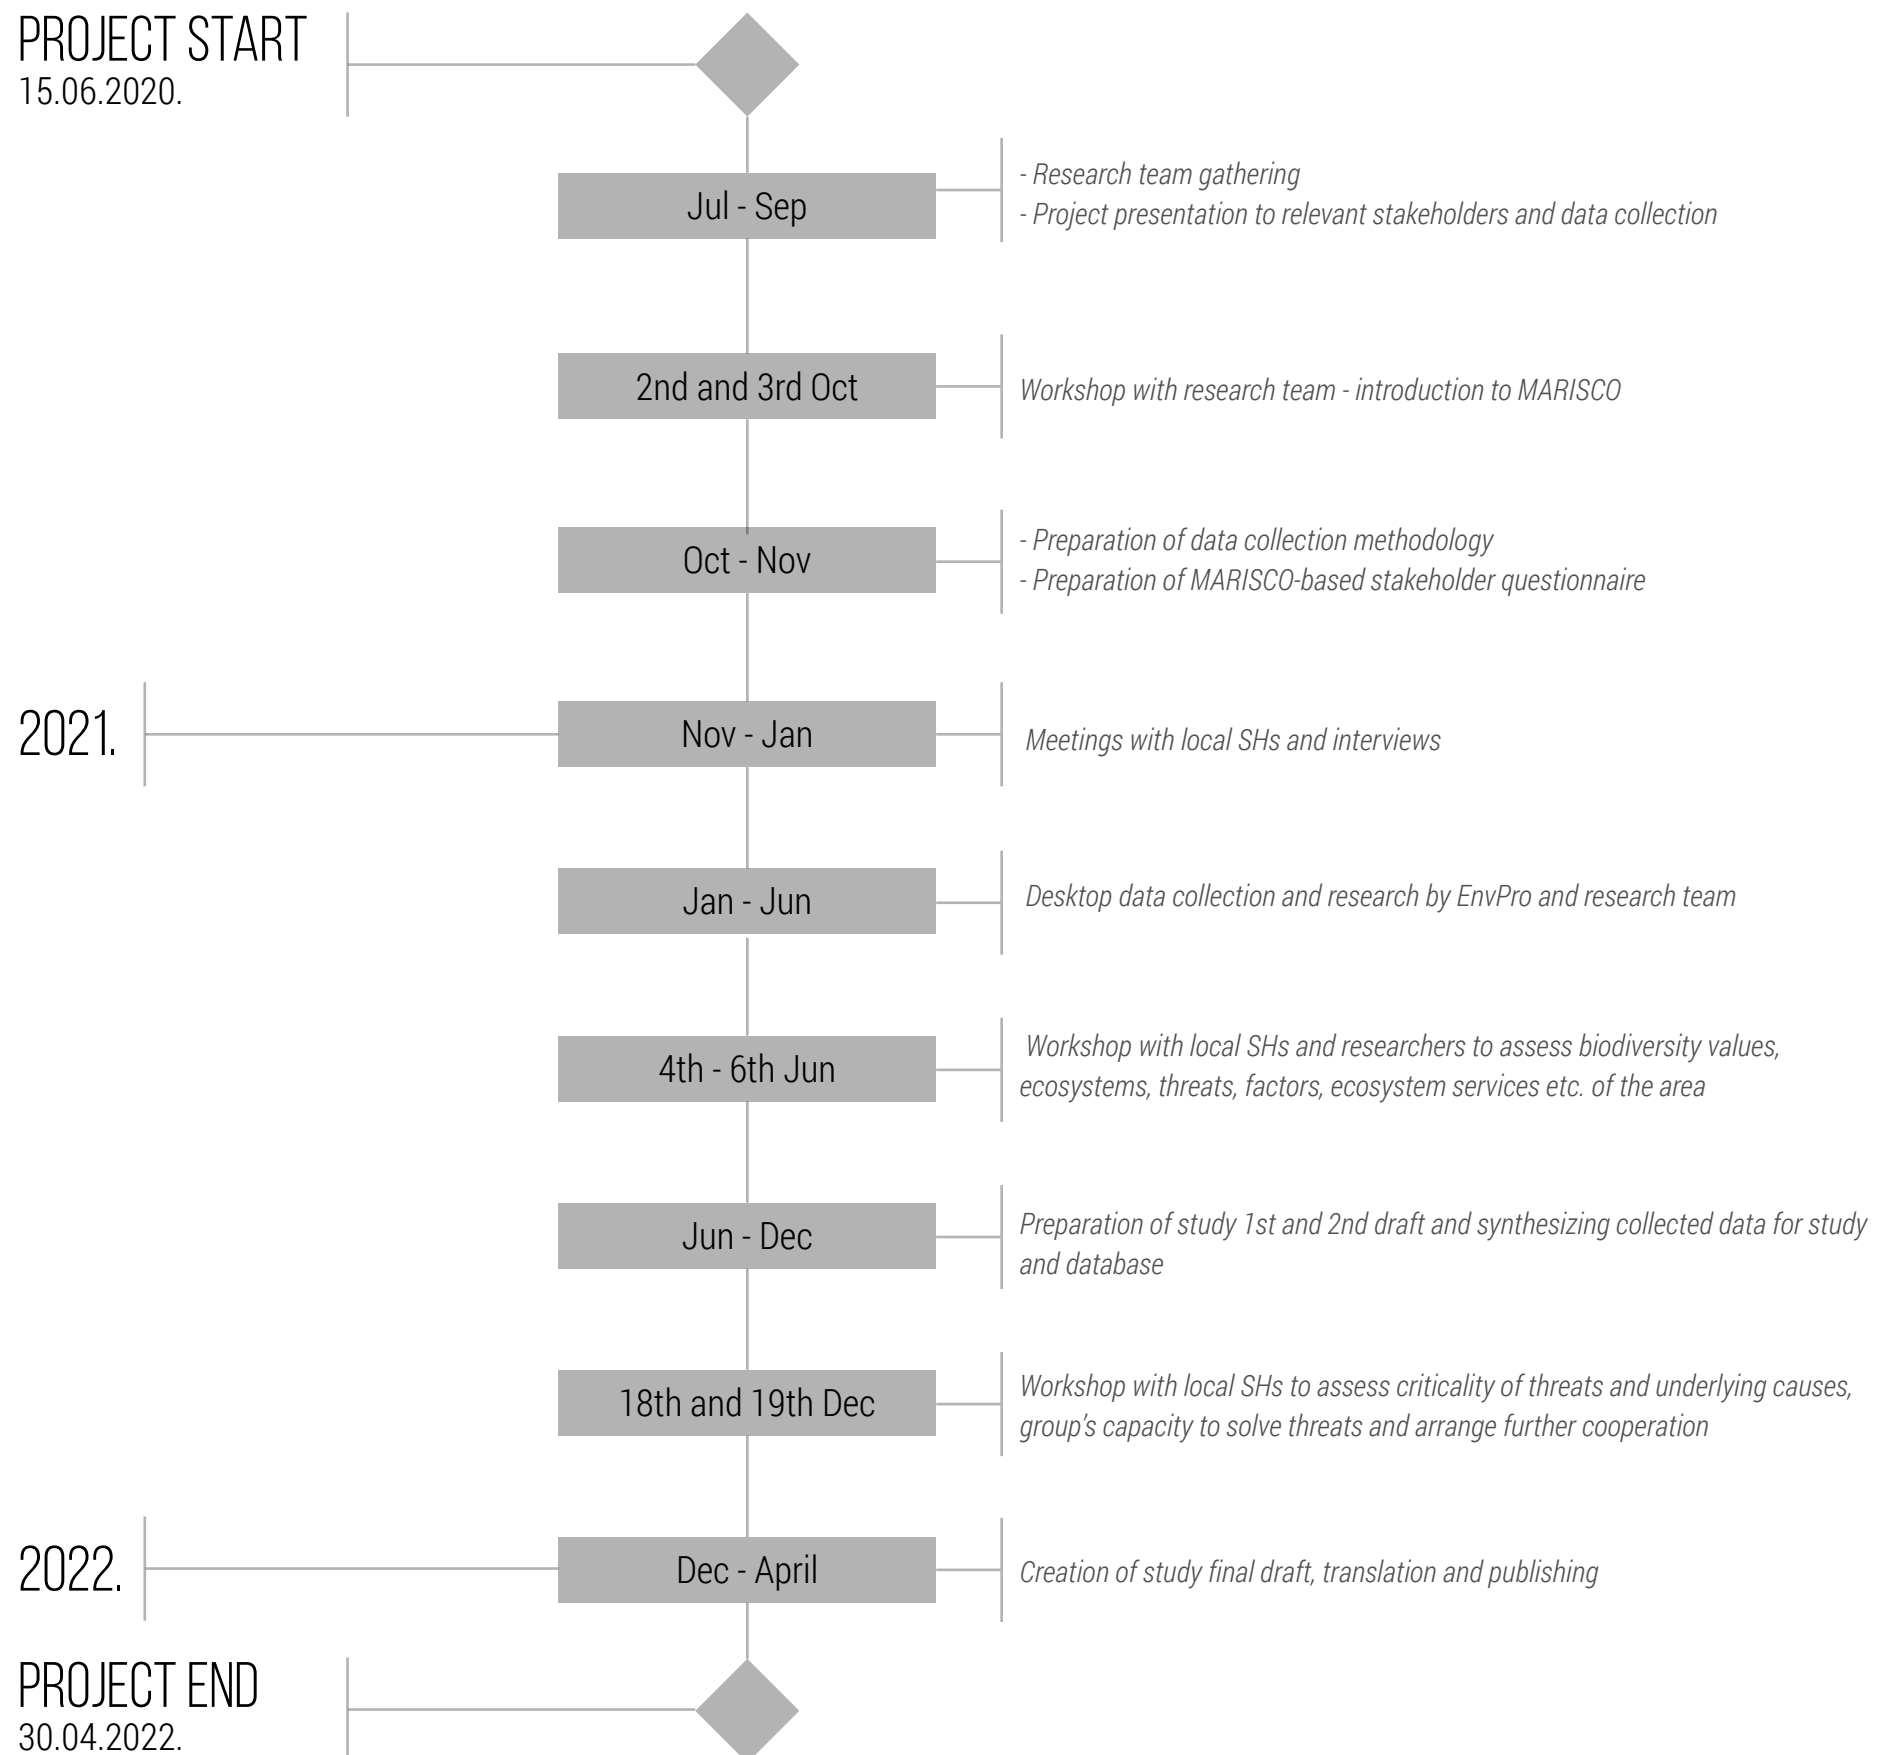 PROJECT START
15.06.2020.
Jul - Sep
- Research team gathering
- Project presentation to relevant stakeholders and data collection
2nd and 3rd Oct
Workshop with research team - introduction to MARISCO
Oct - Nov
- Preparation of data collection methodology
- Preparation of MARISCO-based stakeholder questionnaire
2021.
Nov - Jan
Meetings with local SHs and interviews
Jan - Jun
Desktop data collection and research by EnvPro and research team
4th - 6th Jun
Workshop with local SHs and researchers to assess biodiversity values,
ecosystems, threats, factors, ecosystem services etc. of the area
Jun - Dec
Preparation of study 1st and 2nd draft and synthesizing collected data for study
and database
18th and 19th Dec
Workshop with local SHs to assess criticality of threats and underlying causes,
group's capacity to solve threats and arrange further cooperation
2022.
Dec - April
Creation of study final draft, translation and publishing
PROJECT END
30.04.2022.